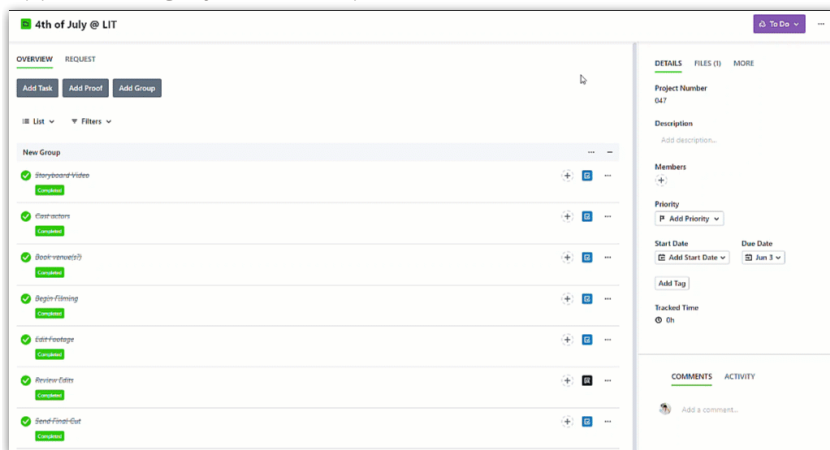 4th of July @ LIT
To Do
OVERVIEW REQUEST
Add Task Add Proof Add Group
List Filters
New Group
Storyboard Video
Completed
Cast actors
Completed
Book venue(s?)
Completed
Begin Filming
Completed
Edit Footage
Completed
Review Edits
Completed
Send Final Cut
Completed
DETAILS FILES (1) MORE
Project Number
047
Description
Add description...
Members
Priority
Add Priority
Start Date Due Date
Add Start Date Jun 3
Add Tag
Tracked Time
0h
COMMENTS ACTIVITY
Add a comment...